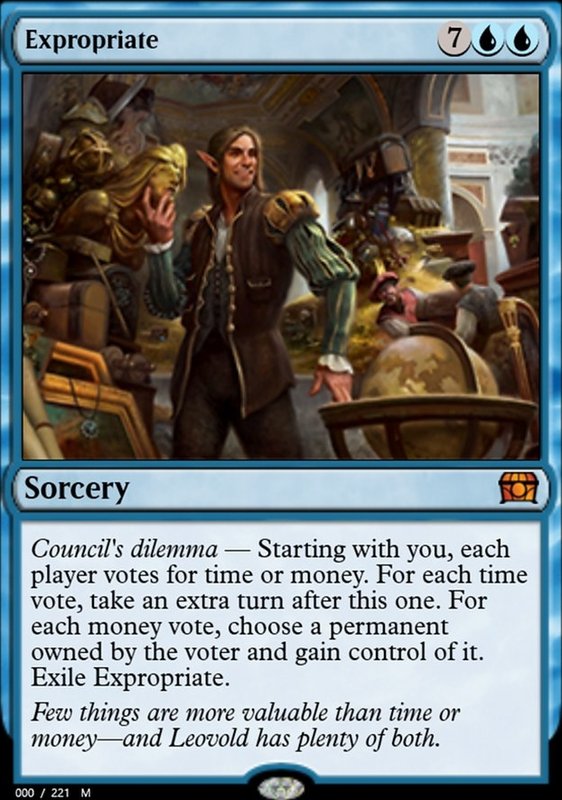 Expropriate 7
Sorcery
Council's dilemma — Starting with you, each
player votes for time or money. For each time
vote, take an extra turn after this one. For
each money vote, choose a permanent
owned by the voter and gain control of it.
Exile Expropriate.
Few things are more valuable than time or
money—and Leovold has plenty of both.
000 / 221 M